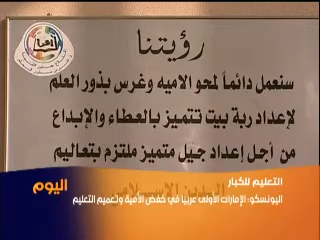 رؤيتنا
سنعمل دائماً لمحو الاميه وغرس بذور العلم
لإعداد ربة بيت تتميز بالعطاء والإبداع
من أجل إعداد جيل متميز ملتزم بتعاليم
التعليم للكبار
اليوم
اليونسكو: الإمارات الأولى عربيا في خفض الأمية وتعميم التعليم